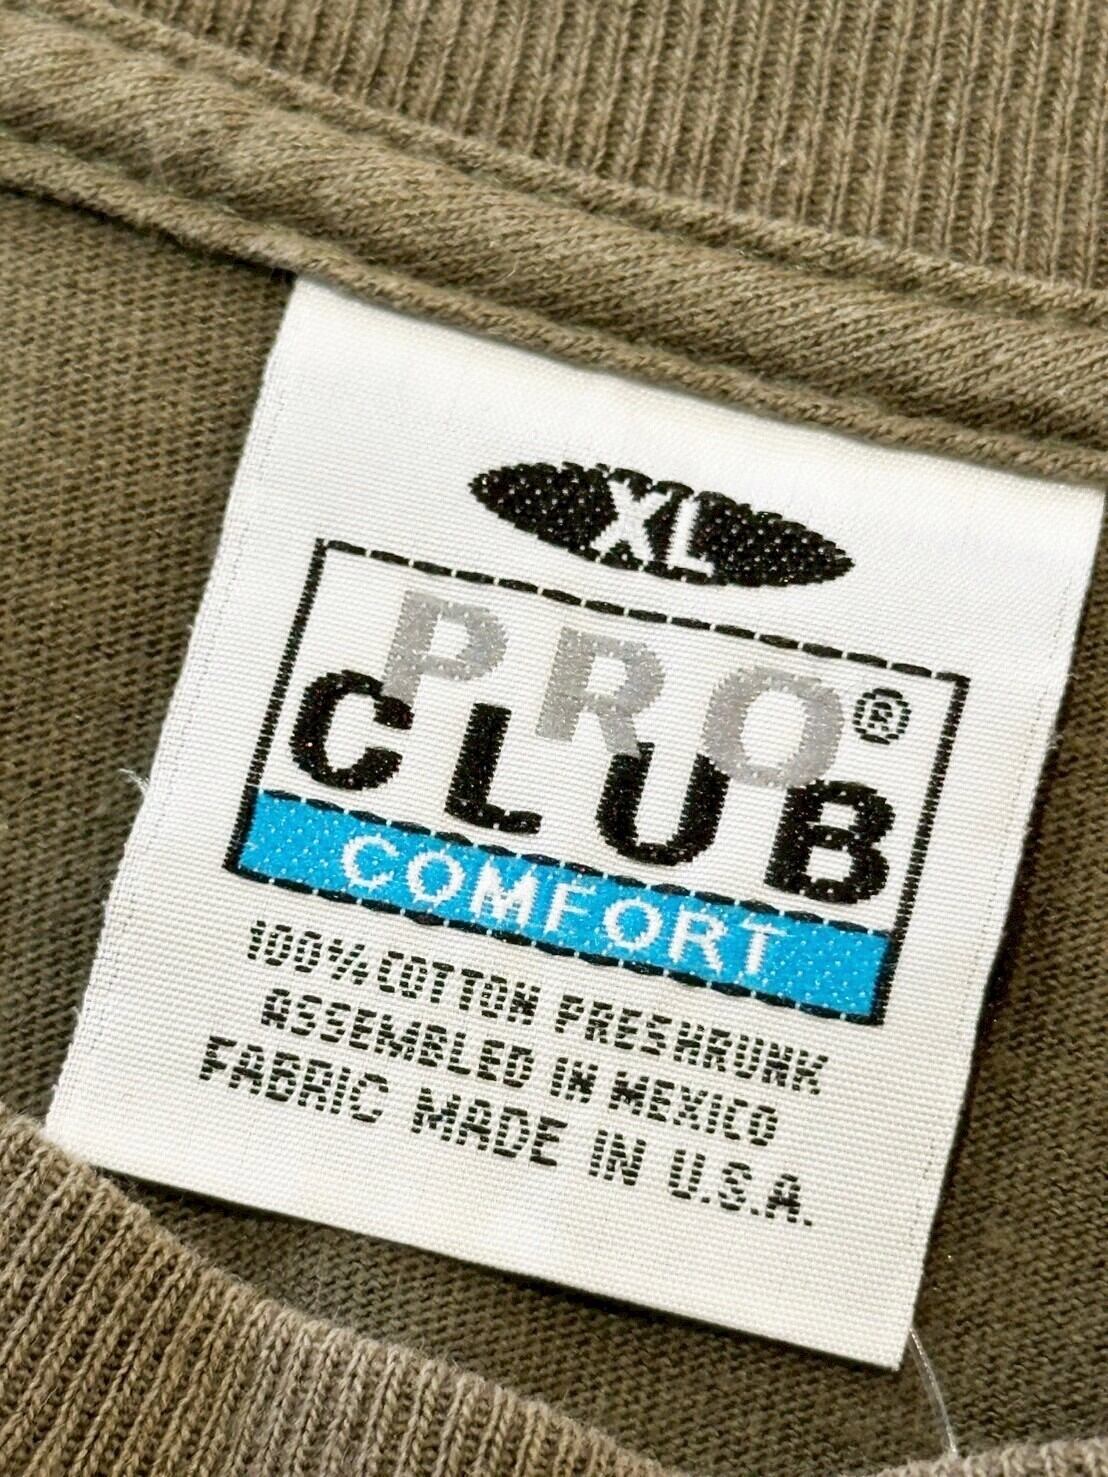 XL
PRO®
CLUB
COMFORT
100% COTTON PRESHRUNK
ASSEMBLED IN MEXICO
FABRIC MADE IN U.S.A.